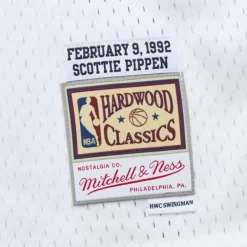 FEBRUARY 9, 1992
SCOTTIE PIPPEN
HARDWOOD
NBA
CLASSICS
NOSTALGIA CO.
Mitchell & Ness
PHILADELPHIA, PA.
HWC SWINGMAN